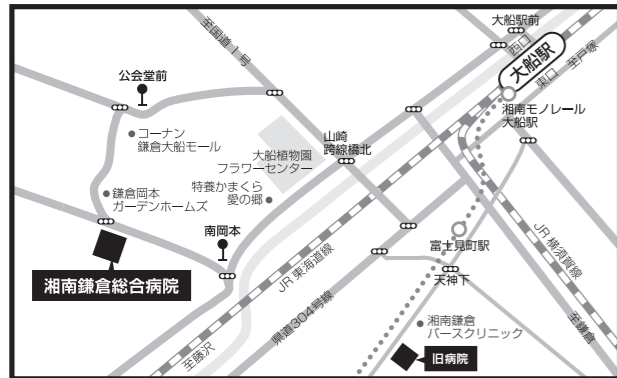 大船駅前
至国道1号
西口
大船駅
東口
至戸塚
公会堂前
湘南モノレール
大船駅
コーナン
鎌倉大船モール
山崎
跨線橋北
大船植物園
フラワーセンター
特養かまくら
愛の郷
鎌倉岡本
ガーデンホームズ
南岡本
富士見町駅
JR東海道線
JR横須賀線
湘南鎌倉総合病院
天神下
県道304号線
至藤沢
至鎌倉
湘南鎌倉
バースクリニック
旧病院